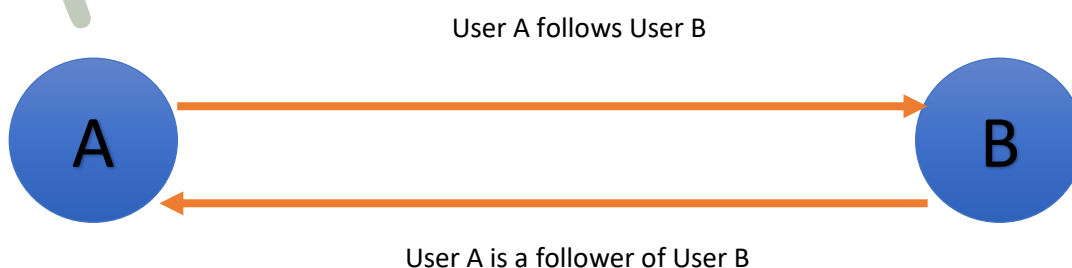 User A follows User B
A
B
User A is a follower of User B